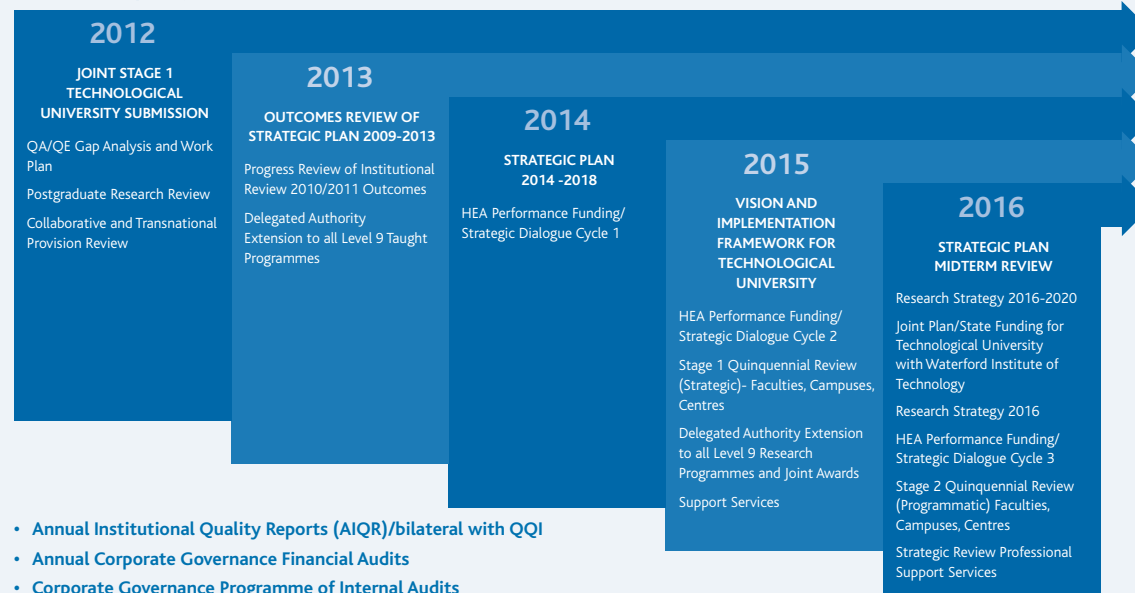 2012
JOINT STAGE 1
TECHNOLOGICAL
UNIVERSITY SUBMISSION
QA/QE Gap Analysis and Work
Plan
Postgraduate Research Review
Collaborative and Transnational
Provision Review
2013
OUTCOMES REVIEW OF
STRATEGIC PLAN 2009-2013
Progress Review of Institutional
Review 2010/2011 Outcomes
Delegated Authority
Extension to all Level 9 Taught
Programmes
2014
STRATEGIC PLAN
2014 -2018
HEA Performance Funding/
Strategic Dialogue Cycle 1
2015
VISION AND
IMPLEMENTATION
FRAMEWORK FOR
TECHNOLOGICAL
UNIVERSITY
HEA Performance Funding/
Strategic Dialogue Cycle 2
Stage 1 Quinquennial Review
(Strategic)- Faculties, Campuses,
Centres
Delegated Authority Extension
to all Level 9 Research
Programmes and Joint Awards
Support Services
2016
STRATEGIC PLAN
MIDTERM REVIEW
Research Strategy 2016-2020
Joint Plan/State Funding for
Technological University
with Waterford Institute of
Technology
Research Strategy 2016
HEA Performance Funding/
Strategic Dialogue Cycle 3
Stage 2 Quinquennial Review
(Programmatic) Faculties,
Campuses, Centres
Strategic Review Professional
Support Services
• Annual Institutional Quality Reports (AIQR)/bilateral with QQI
• Annual Corporate Governance Financial Audits
• Corporate Governance Programme of Internal Audits